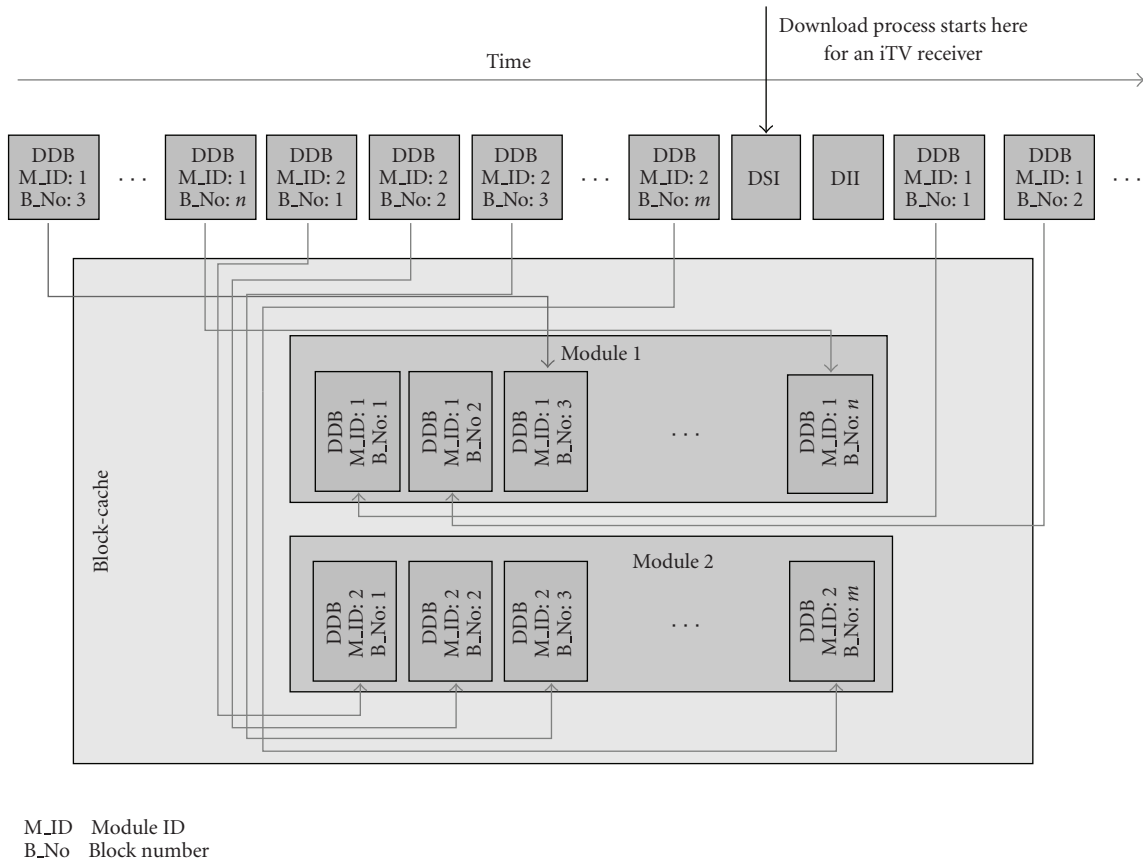 Download process starts here
for an iTV receiver
Time
DDB
M_ID: 1
B_No: 3
. . .
DDB
M_ID: 1
B_No: n
DDB
M_ID: 2
B_No: 1
DDB
M_ID: 2
B_No: 2
DDB
M_ID: 2
B_No: 3
. . .
DDB
M_ID: 2
B_No: m
DSI
DII
DDB
M_ID: 1
B_No: 1
DDB
M_ID: 1
B_No: 2
. . .
Block-cache
Module 1
DDB
M_ID: 1
B_No: 1
DDB
M_ID: 1
B_No 2
DDB
M_ID: 1
B_No: 3
. . .
DDB
M_ID: 1
B_No: n
Module 2
DDB
M_ID: 2
B_No: 1
DDB
M_ID: 2
B_No: 2
DDB
M_ID: 2
B_No: 3
. . .
DDB
M_ID: 2
B_No: m
M_ID Module ID
B_No Block number